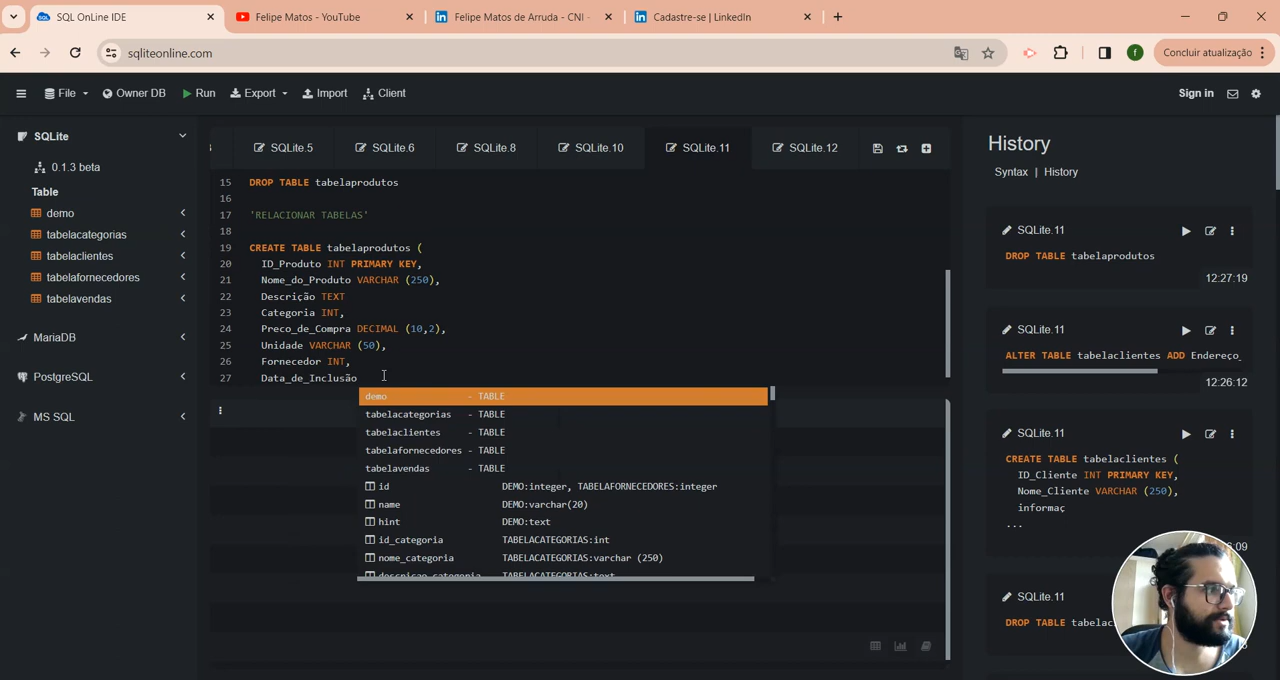 SQL OnLine IDE
Felipe Matos - YouTube
Felipe Matos de Arruda - CNI -
Cadastre-se | LinkedIn
sqliteonline.com
f
Concluir atualização
File
Owner DB
Run
Export
Import
Client
Sign in
SQLite
0.1.3 beta
Table
demo
tabelacategorias
tabelaclientes
tabelafornecedores
tabelavendas
MariaDB
PostgreSQL
MS SQL
SQLite.5
SQLite.6
SQLite.8
SQLite.10
SQLite.11
SQLite.12
15 DROP TABLE tabelaprodutos
16
17 'RELACIONAR TABELAS'
18
19 CREATE TABLE tabelaprodutos (
20 ID_Produto INT PRIMARY KEY,
21 Nome_do_Produto VARCHAR (250),
22 Descrição TEXT
23 Categoria INT,
24 Preco_de_Compra DECIMAL (10,2),
25 Unidade VARCHAR (50),
26 Fornecedor INT,
27 Data_de_Inclusão
demo - TABLE
tabelacategorias - TABLE
tabelaclientes - TABLE
tabelafornecedores - TABLE
tabelavendas - TABLE
id DEMO:integer, TABELAFORNECEDORES:integer
name DEMO:varchar(20)
hint DEMO:text
id_categoria TABELACATEGORIAS:int
nome_categoria TABELACATEGORIAS:varchar (250)
descricao_categoria TABELACATEGORIAS:text
History
Syntax | History
SQLite.11
DROP TABLE tabelaprodutos
12:27:19
SQLite.11
ALTER TABLE tabelaclientes ADD Endereço_
12:26:12
SQLite.11
CREATE TABLE tabelaclientes (
ID_Cliente INT PRIMARY KEY,
Nome_Cliente VARCHAR (250),
informaç
...
SQLite.11
DROP TABLE